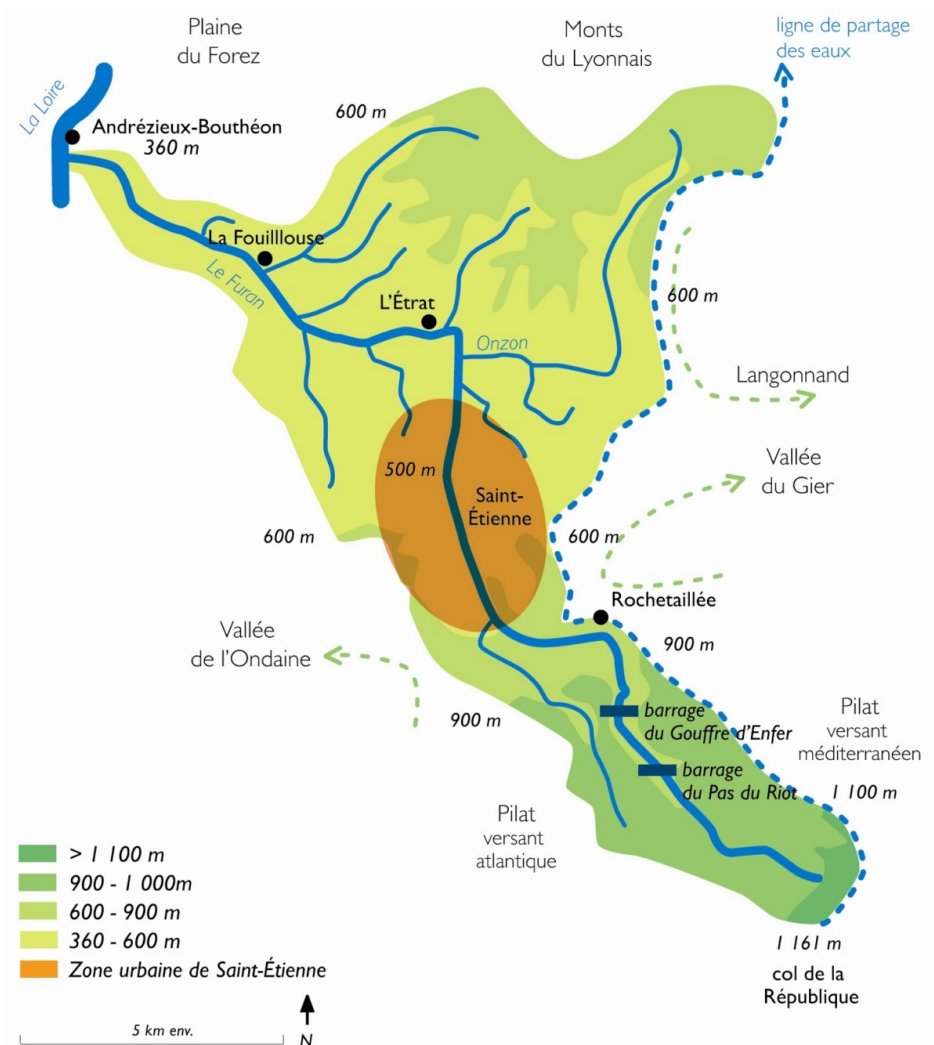 Plaine
du Forez
Monts
du Lyonnais
ligne de partage
des eaux
La Loire
Andrézieux-Bouthéon
360 m
600 m
La Fouilllouse
Le Furan
L'Étrat
Onzon
600 m
Langonnand
Vallée
du Gier
500 m
Saint-
Étienne
600 m
600 m
Rochetaillée
Vallée
de l'Ondaine
900 m
900 m
barrage
du Gouffre d'Enfer
Pilat
versant
méditerranéen
barrage
du Pas du Riot
1 100 m
Pilat
versant
atlantique
> 1 100 m
900 - 1 000m
600 - 900 m
360 - 600 m
Zone urbaine de Saint-Étienne
1 161 m
col de la
République
5 km env.
N